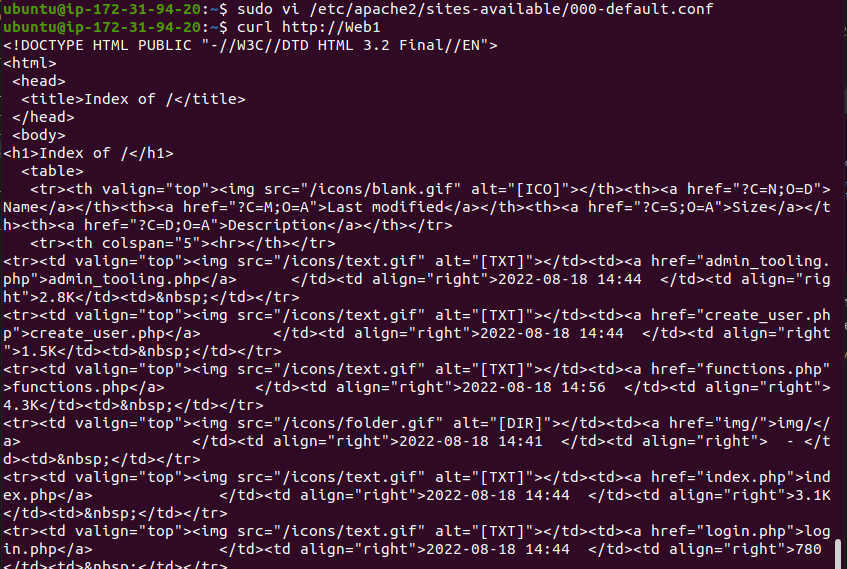 ubuntu@ip-172-31-94-20:~$ sudo vi /etc/apache2/sites-available/000-default.conf
ubuntu@ip-172-31-94-20:~$ curl http://Web1
<!DOCTYPE HTML PUBLIC "-//W3C//DTD HTML 3.2 Final//EN">
<html>
 <head>
  <title>Index of /</title>
 </head>
 <body>
<h1>Index of /</h1>
  <table>
   <tr><th valign="top"><img src="/icons/blank.gif" alt="[ICO]"></th><th><a href="?C=N;O=D">
Name</a></th><th><a href="?C=M;O=A">Last modified</a></th><th><a href="?C=S;O=A">Size</a></t
h><th><a href="?C=D;O=A">Description</a></th></tr>
   <tr><th colspan="5"><hr></th></tr>
<tr><td valign="top"><img src="/icons/text.gif" alt="[TXT]"></td><td><a href="admin_tooling.
php">admin_tooling.php</a>      </td><td align="right">2022-08-18 14:44  </td><td align="rig
ht">2.8K</td><td>&nbsp;</td></tr>
<tr><td valign="top"><img src="/icons/text.gif" alt="[TXT]"></td><td><a href="create_user.ph
p">create_user.php</a>        </td><td align="right">2022-08-18 14:44  </td><td align="right
">1.5K</td><td>&nbsp;</td></tr>
<tr><td valign="top"><img src="/icons/text.gif" alt="[TXT]"></td><td><a href="functions.php"
>functions.php</a>          </td><td align="right">2022-08-18 14:56  </td><td align="right">
4.3K</td><td>&nbsp;</td></tr>
<tr><td valign="top"><img src="/icons/folder.gif" alt="[DIR]"></td><td><a href="img/">img/</
a>                   </td><td align="right">2022-08-18 14:41  </td><td align="right">  - </t
d><td>&nbsp;</td></tr>
<tr><td valign="top"><img src="/icons/text.gif" alt="[TXT]"></td><td><a href="index.php">ind
ex.php</a>              </td><td align="right">2022-08-18 14:44  </td><td align="right">3.1K
</td><td>&nbsp;</td></tr>
<tr><td valign="top"><img src="/icons/text.gif" alt="[TXT]"></td><td><a href="login.php">log
in.php</a>              </td><td align="right">2022-08-18 14:44  </td><td align="right">780 
</td><td>&nbsp;</td></tr>